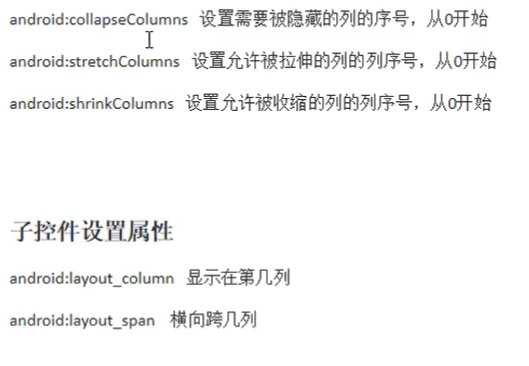 android:collapseColumns 设置需要被隐藏的列的序号，从0开始
android:stretchColumns 设置允许被拉伸的列的列序号，从0开始
android:shrinkColumns 设置允许被收缩的列的列序号，从0开始
子控件设置属性
android:layout_column 显示在第几列
android:layout_span 横向跨几列